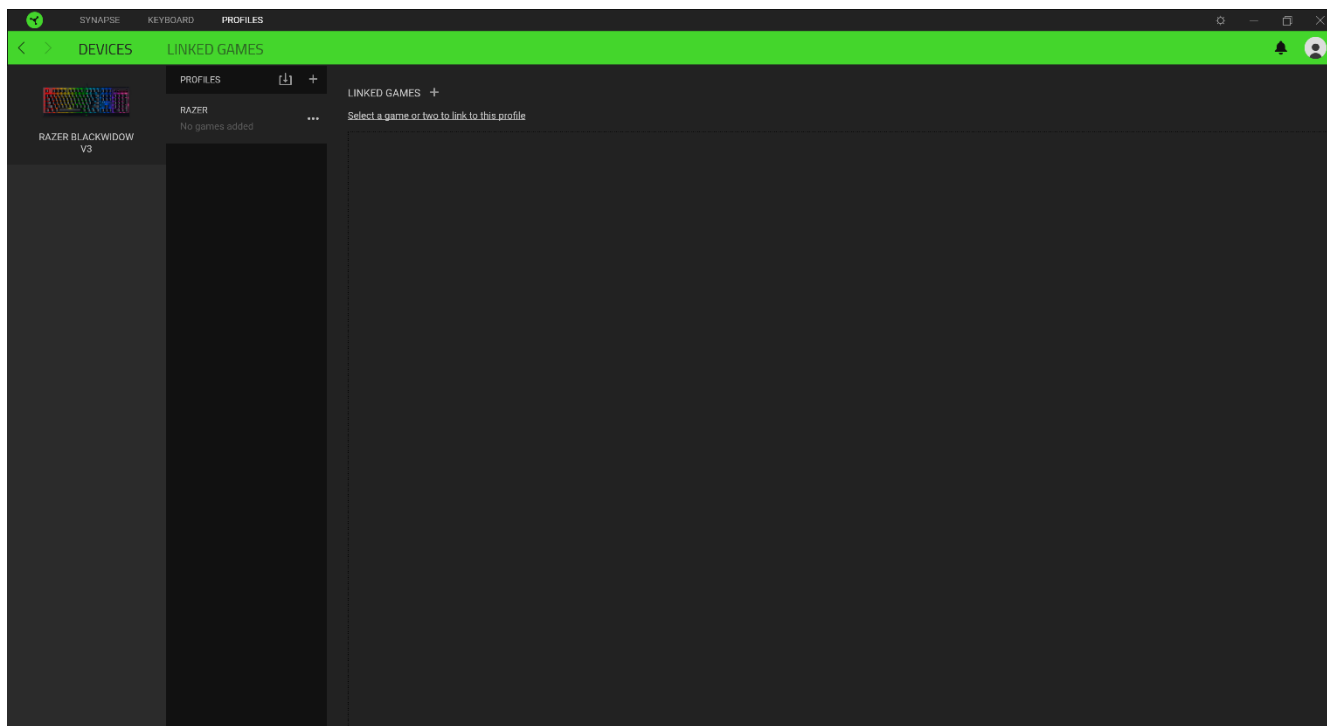 SYNAPSE KEYBOARD PROFILES
DEVICES LINKED GAMES
RAZER BLACKWIDOW
V3
PROFILES
RAZER
No games added
LINKED GAMES
Select a game or two to link to this profile